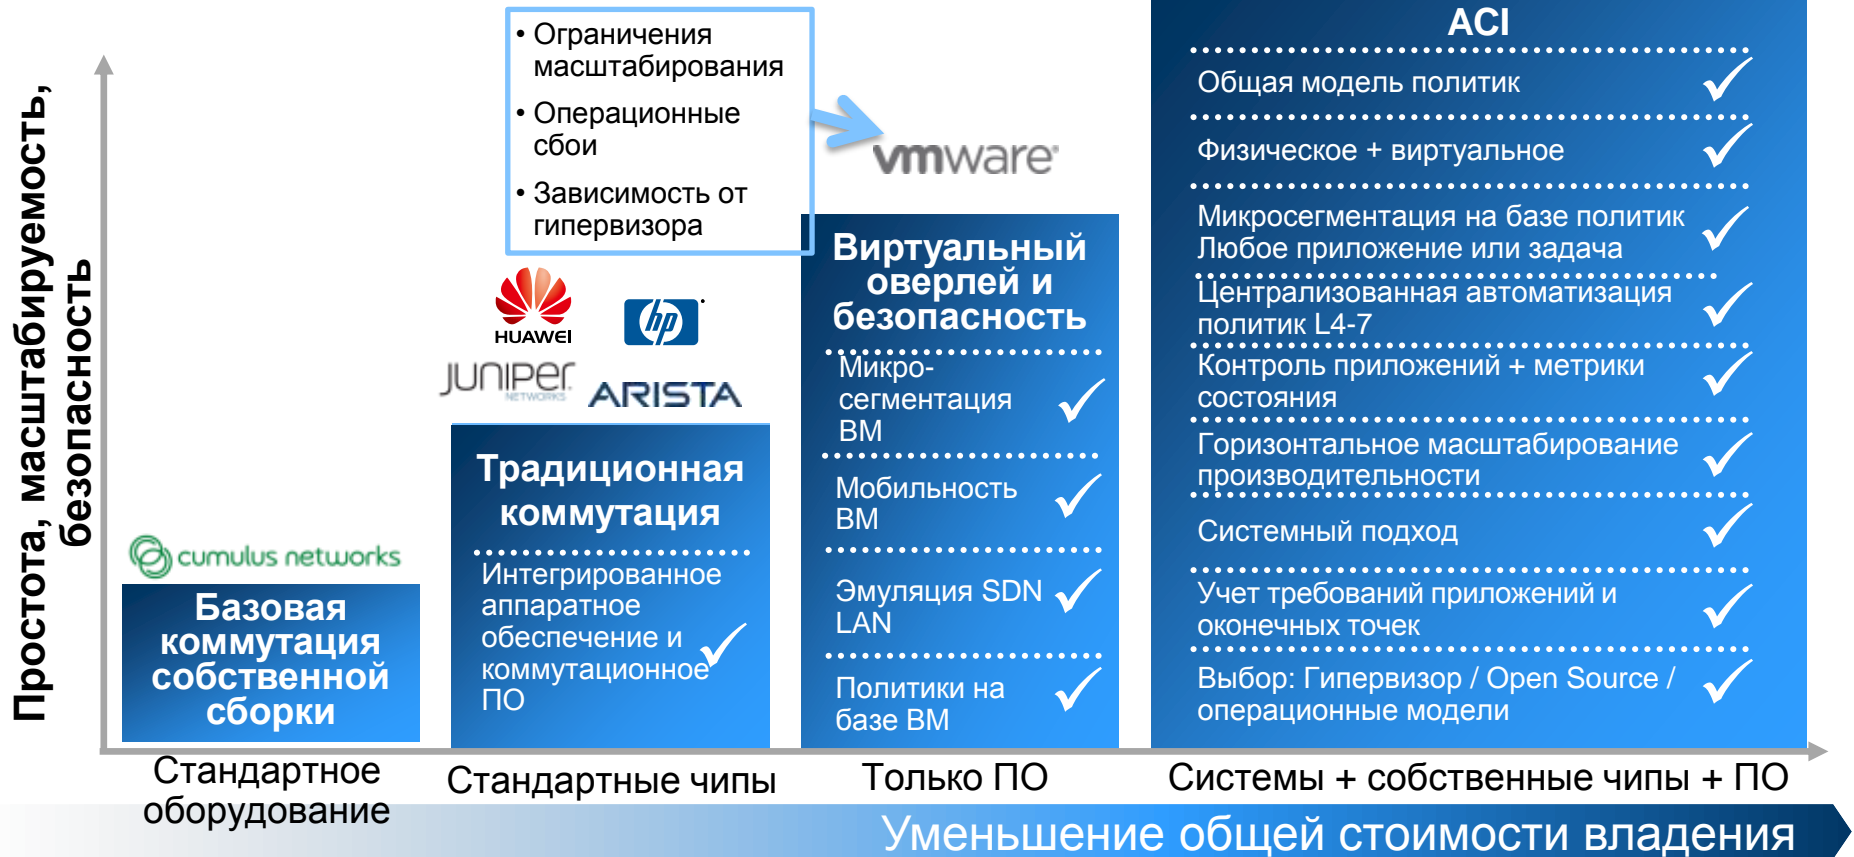 Простота, масштабируемость,
безопасность
• Ограничения
масштабирования
• Операционные
сбои
• Зависимость от
гипервизора
vmware®
HUAWEI
hp
JUNIPER
NETWORKS
ARISTA
cumulus networks
Базовая
коммутация
собственной
сборки
Традиционная
коммутация
Интегрированное
аппаратное
обеспечение и
коммутационное
ПО
Виртуальный
оверлей и
безопасность
Микро-
сегментация
ВМ
Мобильность
ВМ
Эмуляция SDN
LAN
Политики на
базе ВМ
ACI
Общая модель политик
Физическое + виртуальное
Микросегментация на базе политик
Любое приложение или задача
Централизованная автоматизация
политик L4-7
Контроль приложений + метрики
состояния
Горизонтальное масштабирование
производительности
Системный подход
Учет требований приложений и
оконечных точек
Выбор: Гипервизор / Open Source /
операционные модели
Стандартное
оборудование
Стандартные чипы
Только ПО
Системы + собственные чипы + ПО
Уменьшение общей стоимости владения